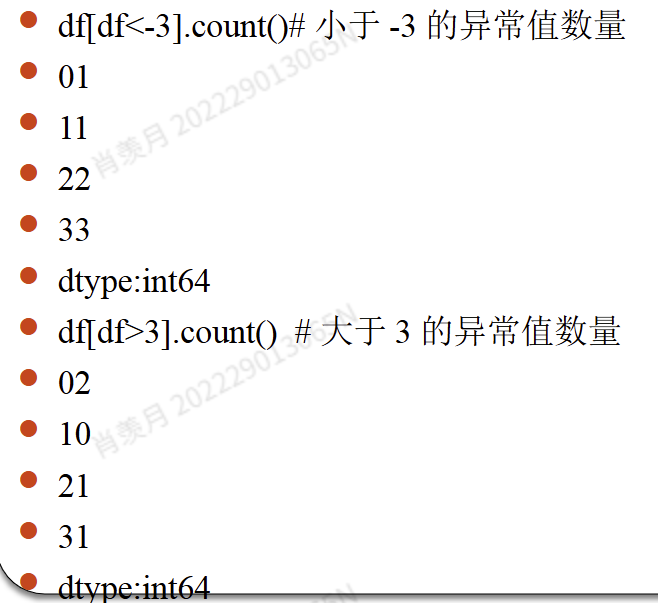 df[df<-3].count()# 小于 -3 的异常值数量
01
11
22
33
dtype:int64
df[df>3].count() # 大于 3 的异常值数量
02
10
21
31
dtype:int64
肖羡月 202229013065N
肖羡月 202229013065N